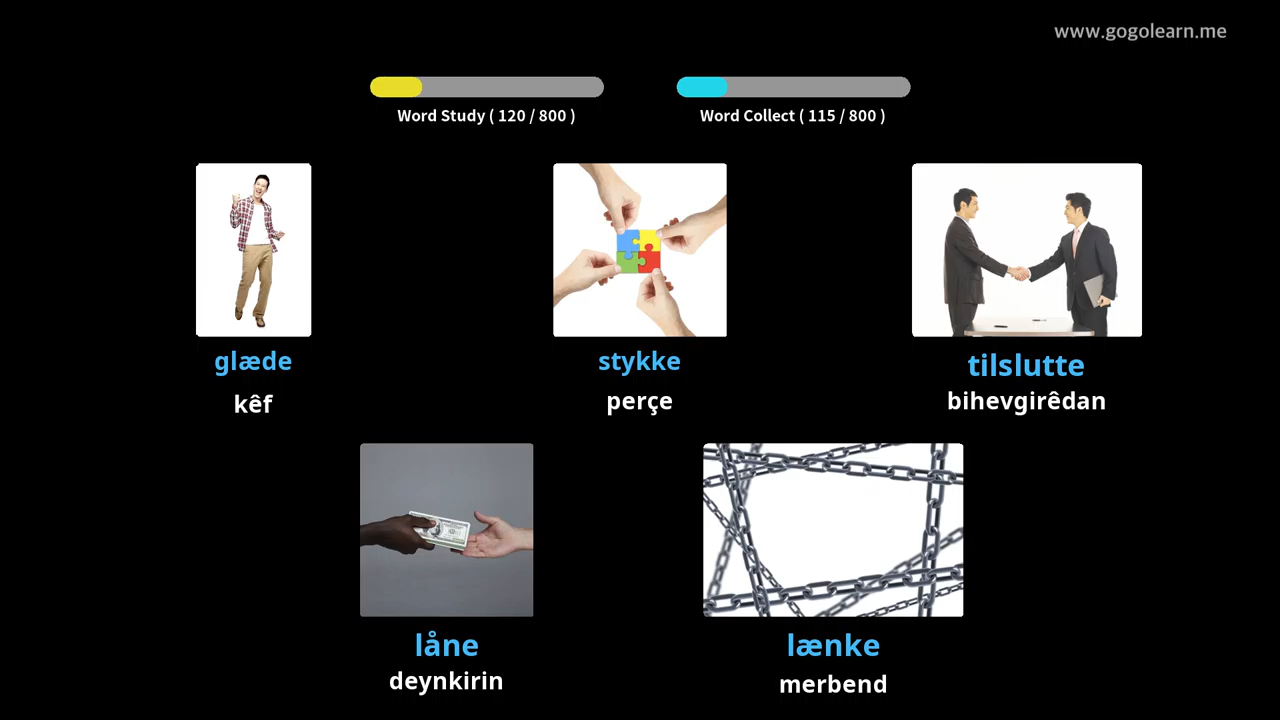 www.gogolearn.me
Word Study ( 120 / 800 )
Word Collect ( 115 / 800 )
glæde
stykke
tilslutte
kêf
perçe
bihevgirêdan
låne
lænke
deynkirin
merbend